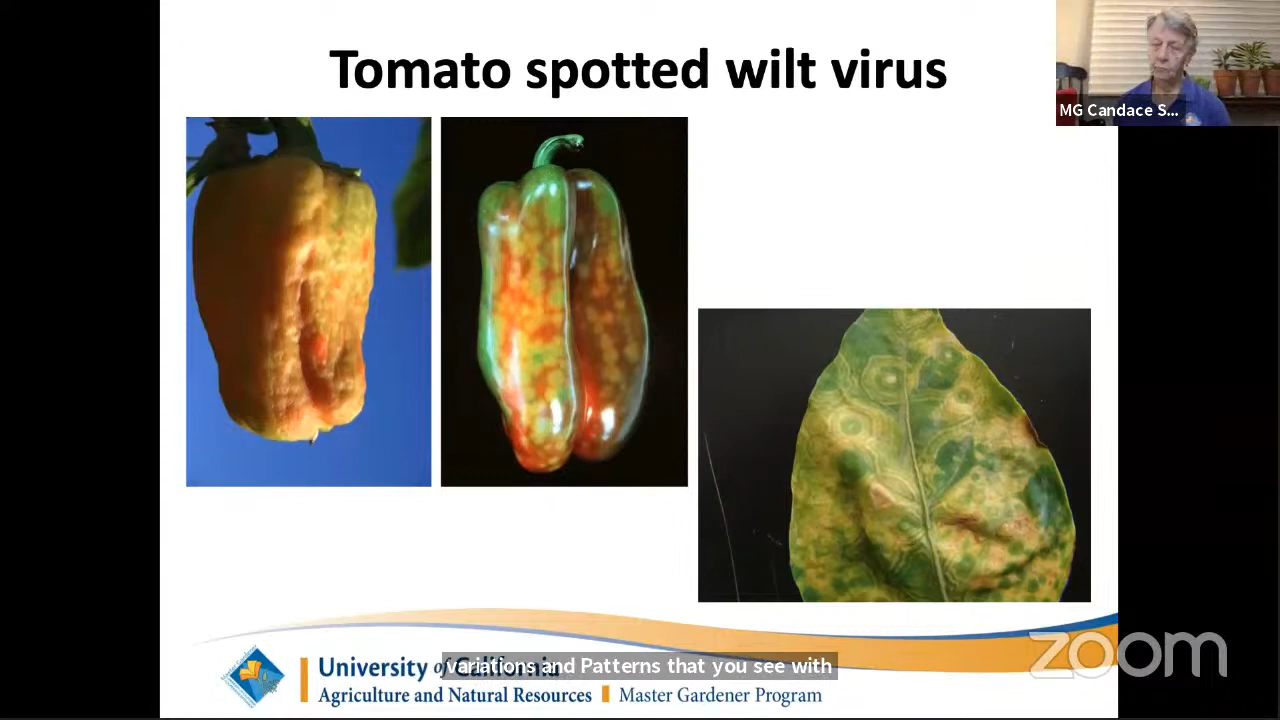 Tomato spotted wilt virus
MG Candace S...
University of California
variations and Patterns that you see with
Agriculture and Natural Resources Master Gardener Program
zoom